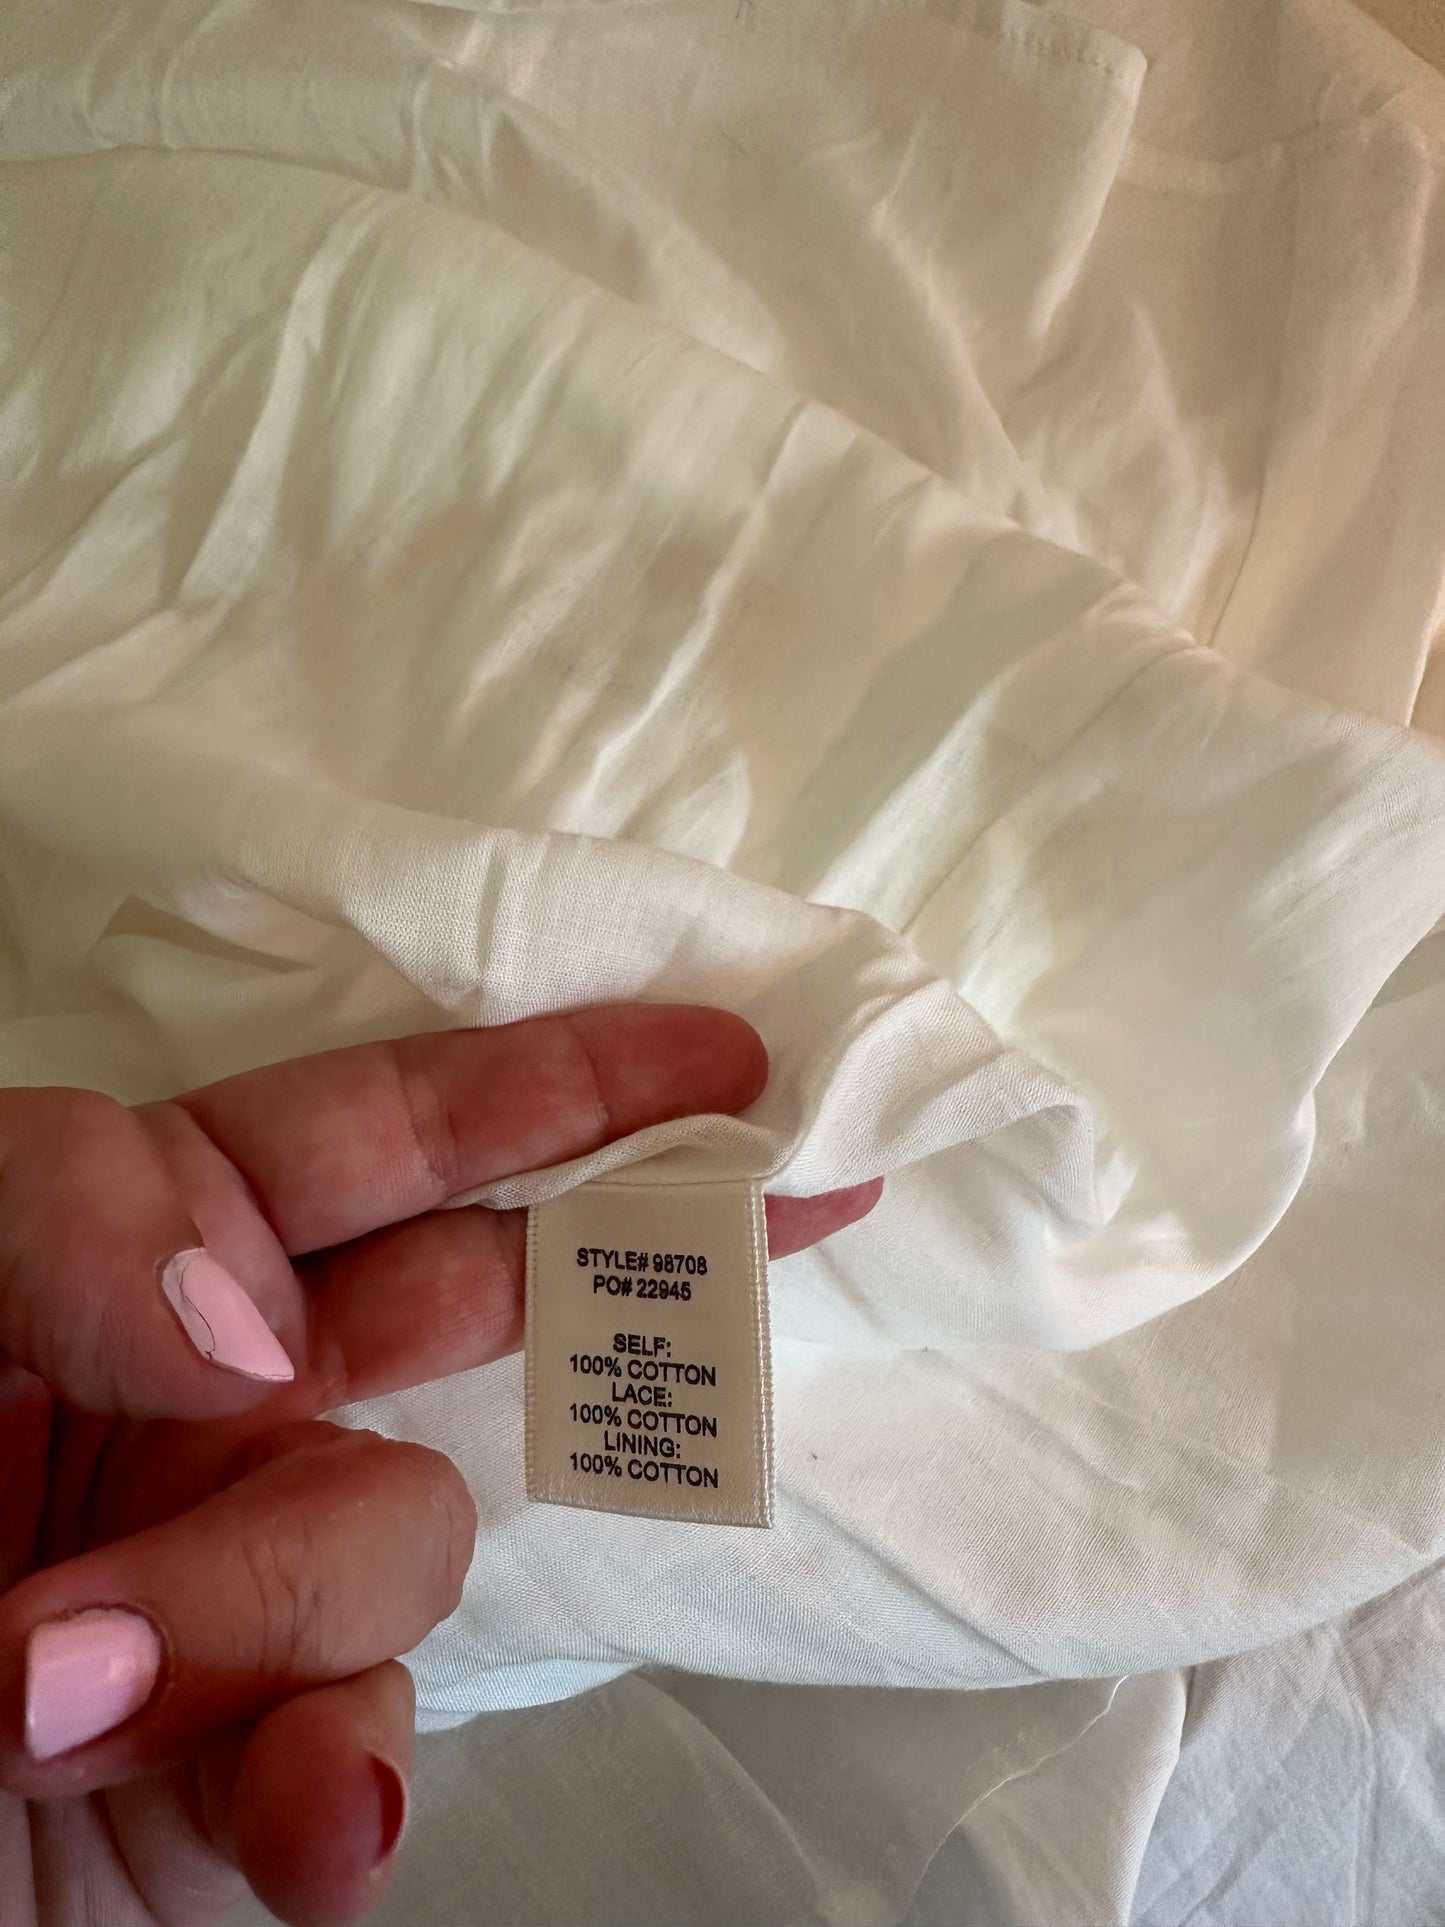 STYLE# 98708
PO# 22945
SELF:
100% COTTON
LACE:
100% COTTON
LINING:
100% COTTON